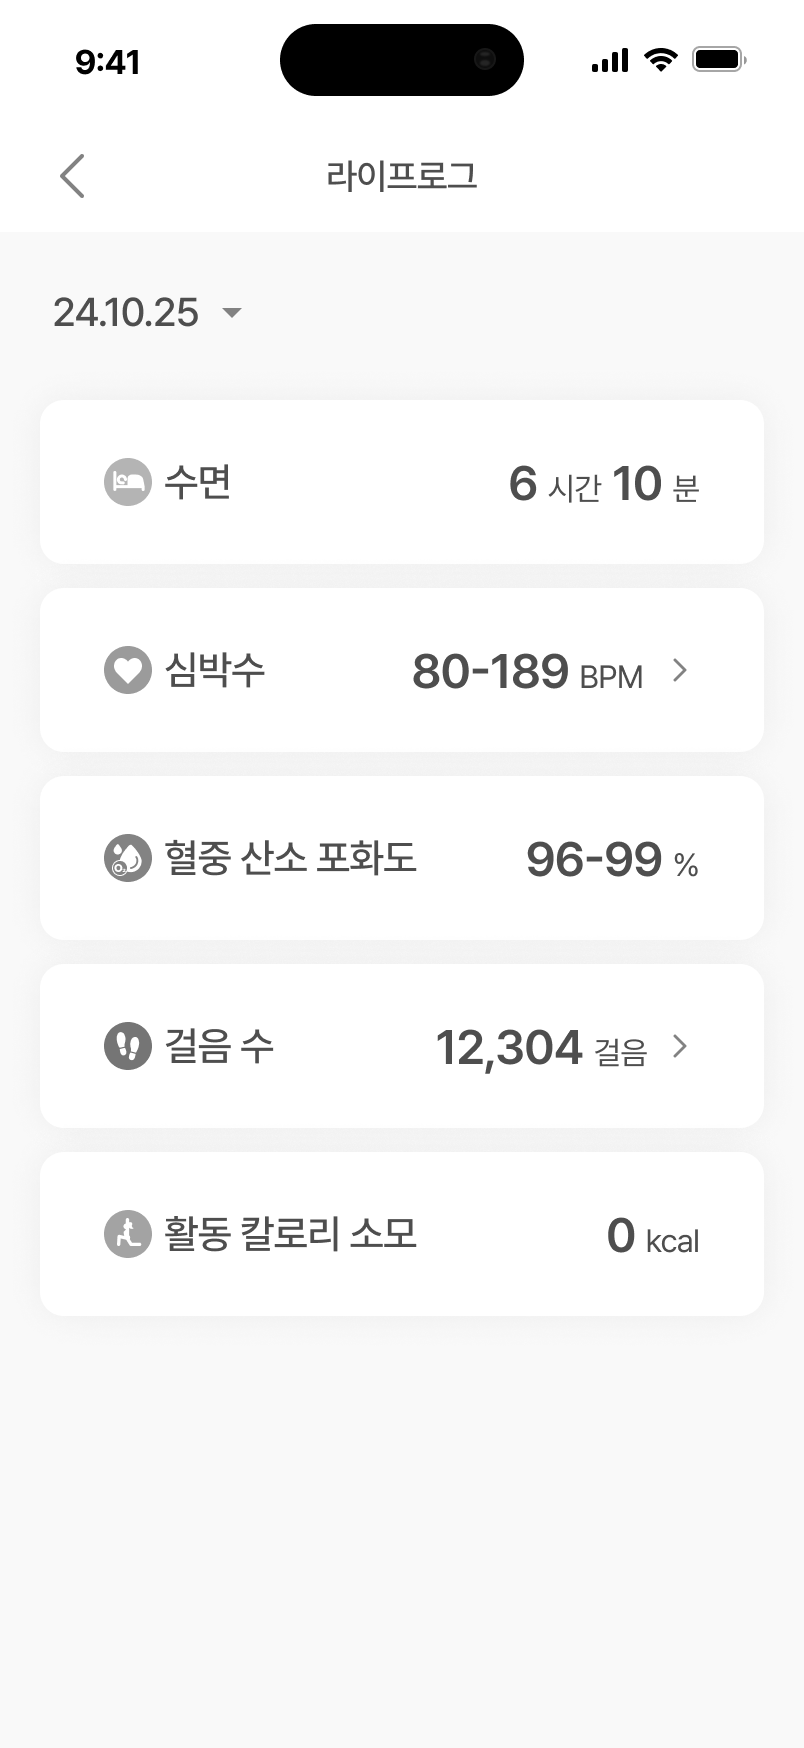 9:41
라이프로그
24.10.25
수면 6 시간 10 분
심박수 80-189 BPM
혈중 산소 포화도 96-99 %
걸음 수 12,304 걸음
활동 칼로리 소모 0 kcal